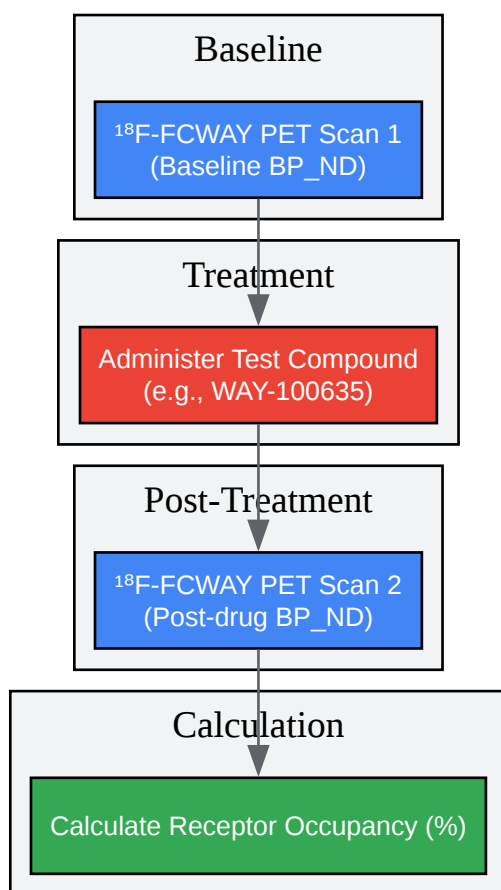 Baseline
¹⁸F-FCWAY PET Scan 1
(Baseline BP_ND)
Treatment
Administer Test Compound
(e.g., WAY-100635)
Post-Treatment
¹⁸F-FCWAY PET Scan 2
(Post-drug BP_ND)
Calculation
Calculate Receptor Occupancy (%)